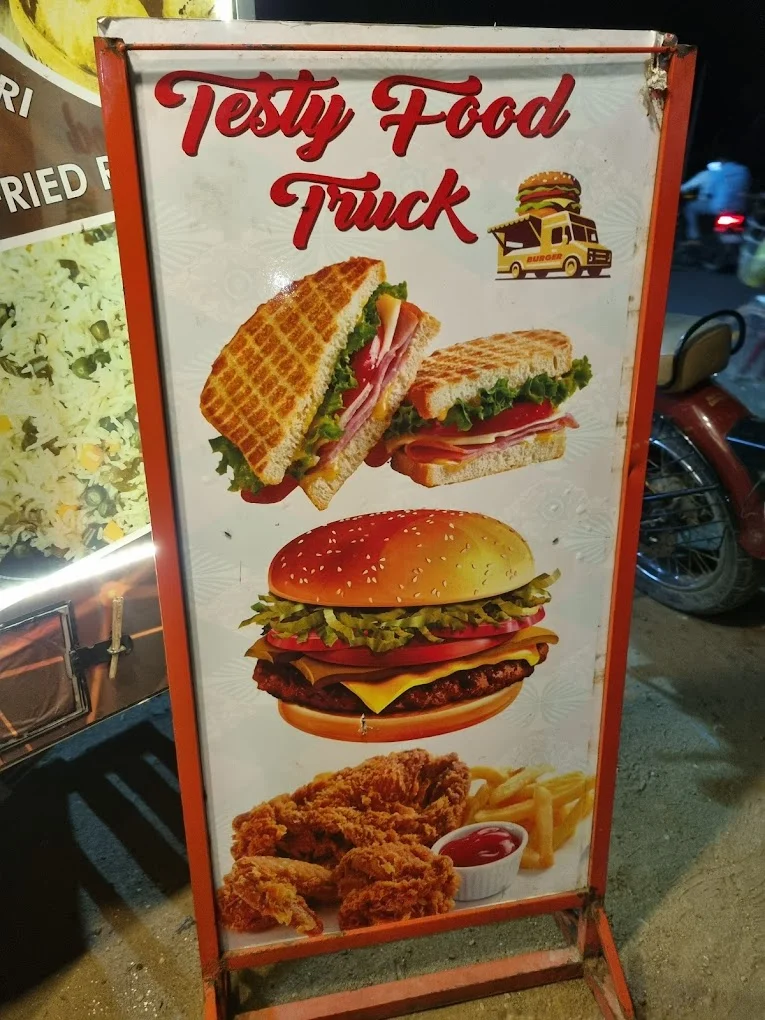 Testy Food
Truck
BURGER
RI
FRIED R